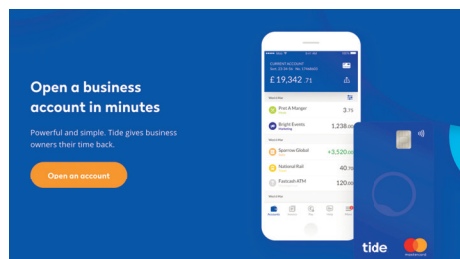 Open a business
account in minutes
Powerful and simple. Tide gives business
owners their time back.
Open an account
CURRENT ACCOUNT
£19,342.71
Pret A Manger
3.75
Bright Events
1,238.00
Sparrow Global
+3,520.00
National Rail
40.70
Fastcash ATM
120.00
tide
mastercard